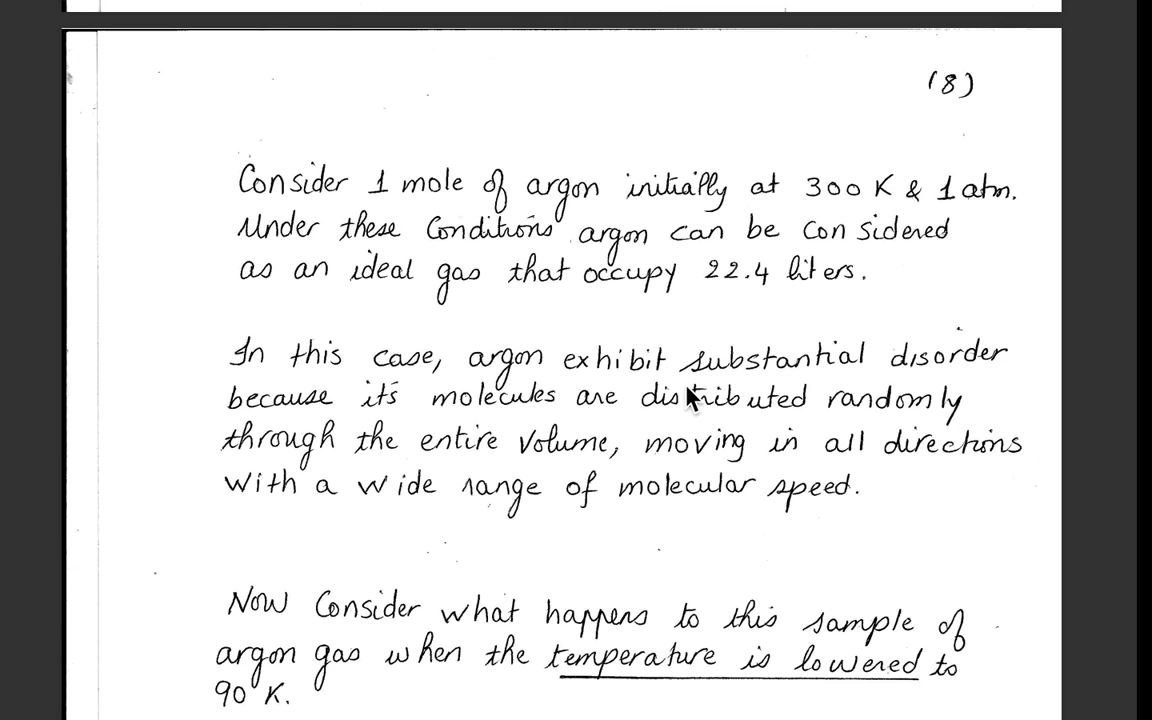 (8)
Consider 1 mole of argon initially at 300 K & 1 atm.
Under these Conditions argon can be considered
as an ideal gas that occupy 22.4 liters.
In this case, argon exhibit substantial disorder
because its molecules are distributed randomly
through the entire volume, moving in all directions
with a wide range of molecular speed.
Now Consider what happens to this sample of
argon gas when the temperature is lowered to
90 K.